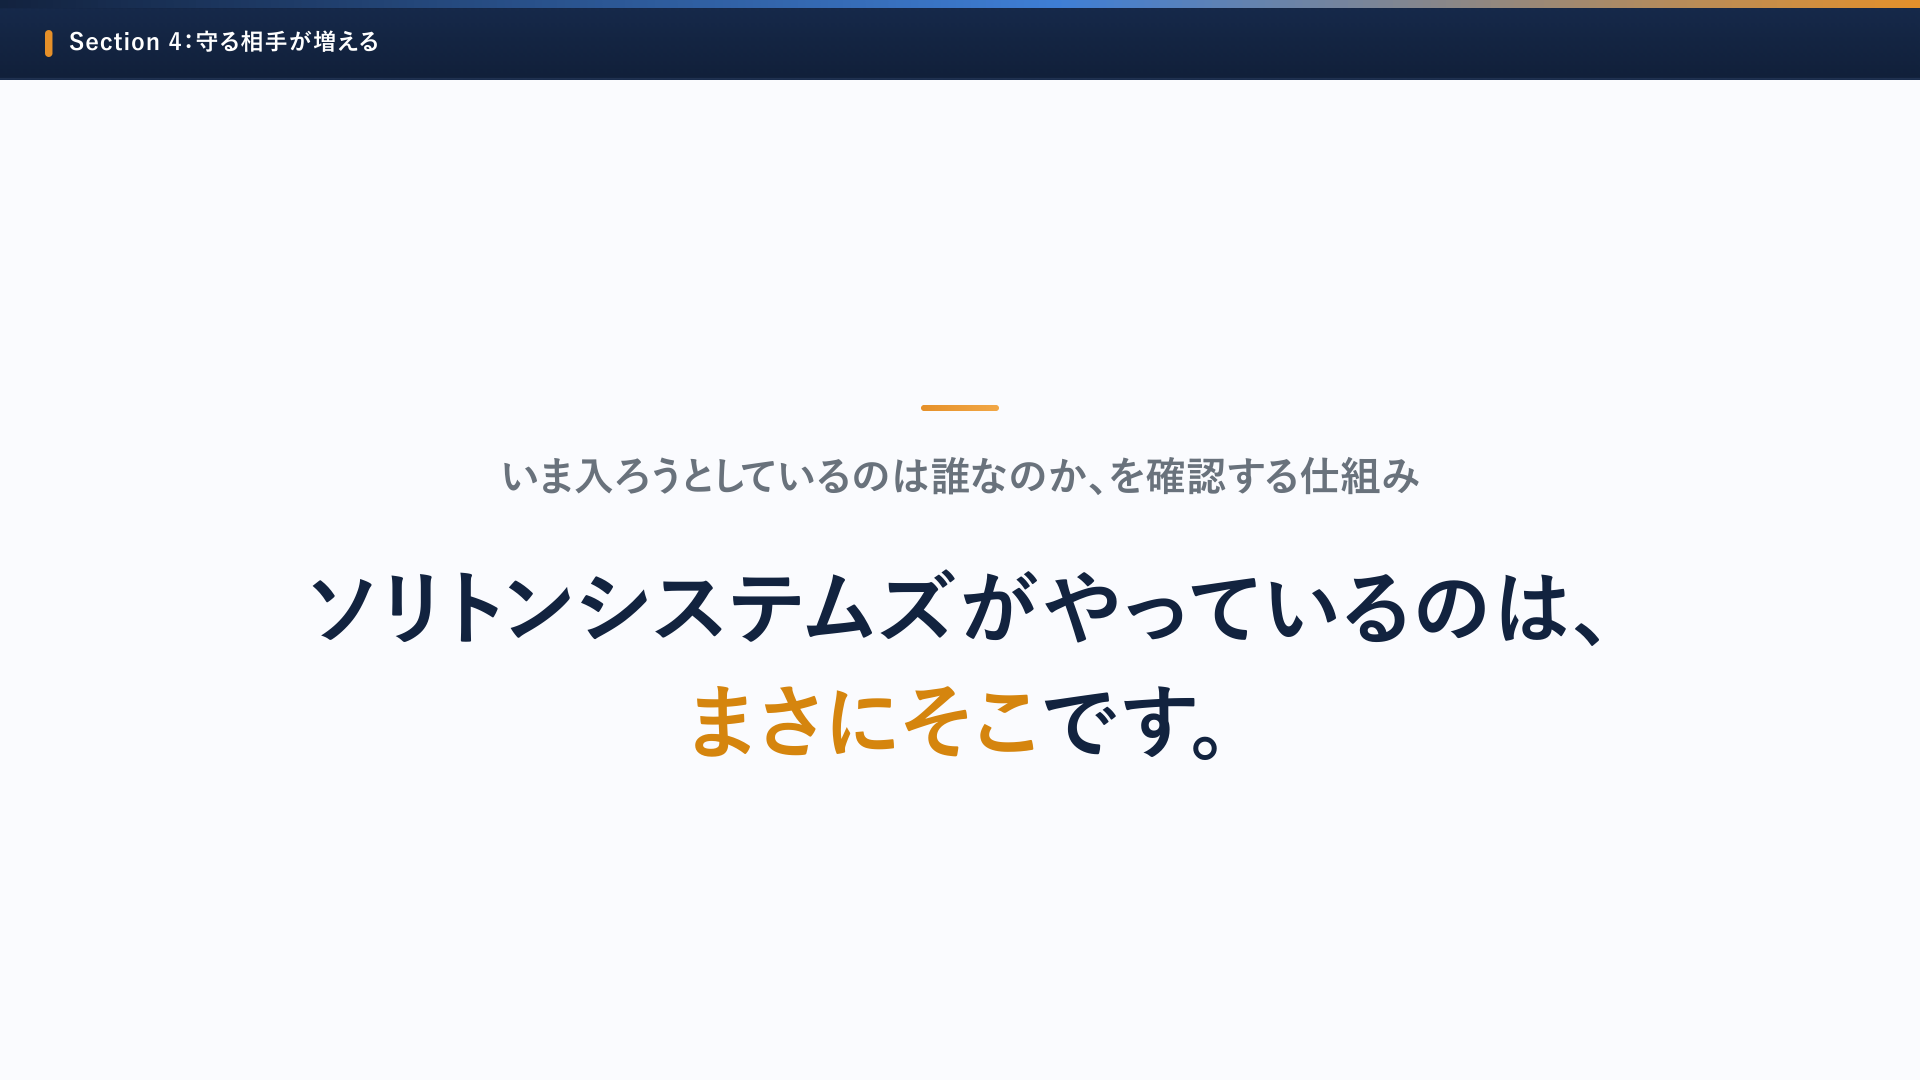 Section 4：守る相手が増える
いま入ろうとしているのは誰なのか、を確認する仕組み
ソリトンシステムズがやっているのは、
まさにそこです。